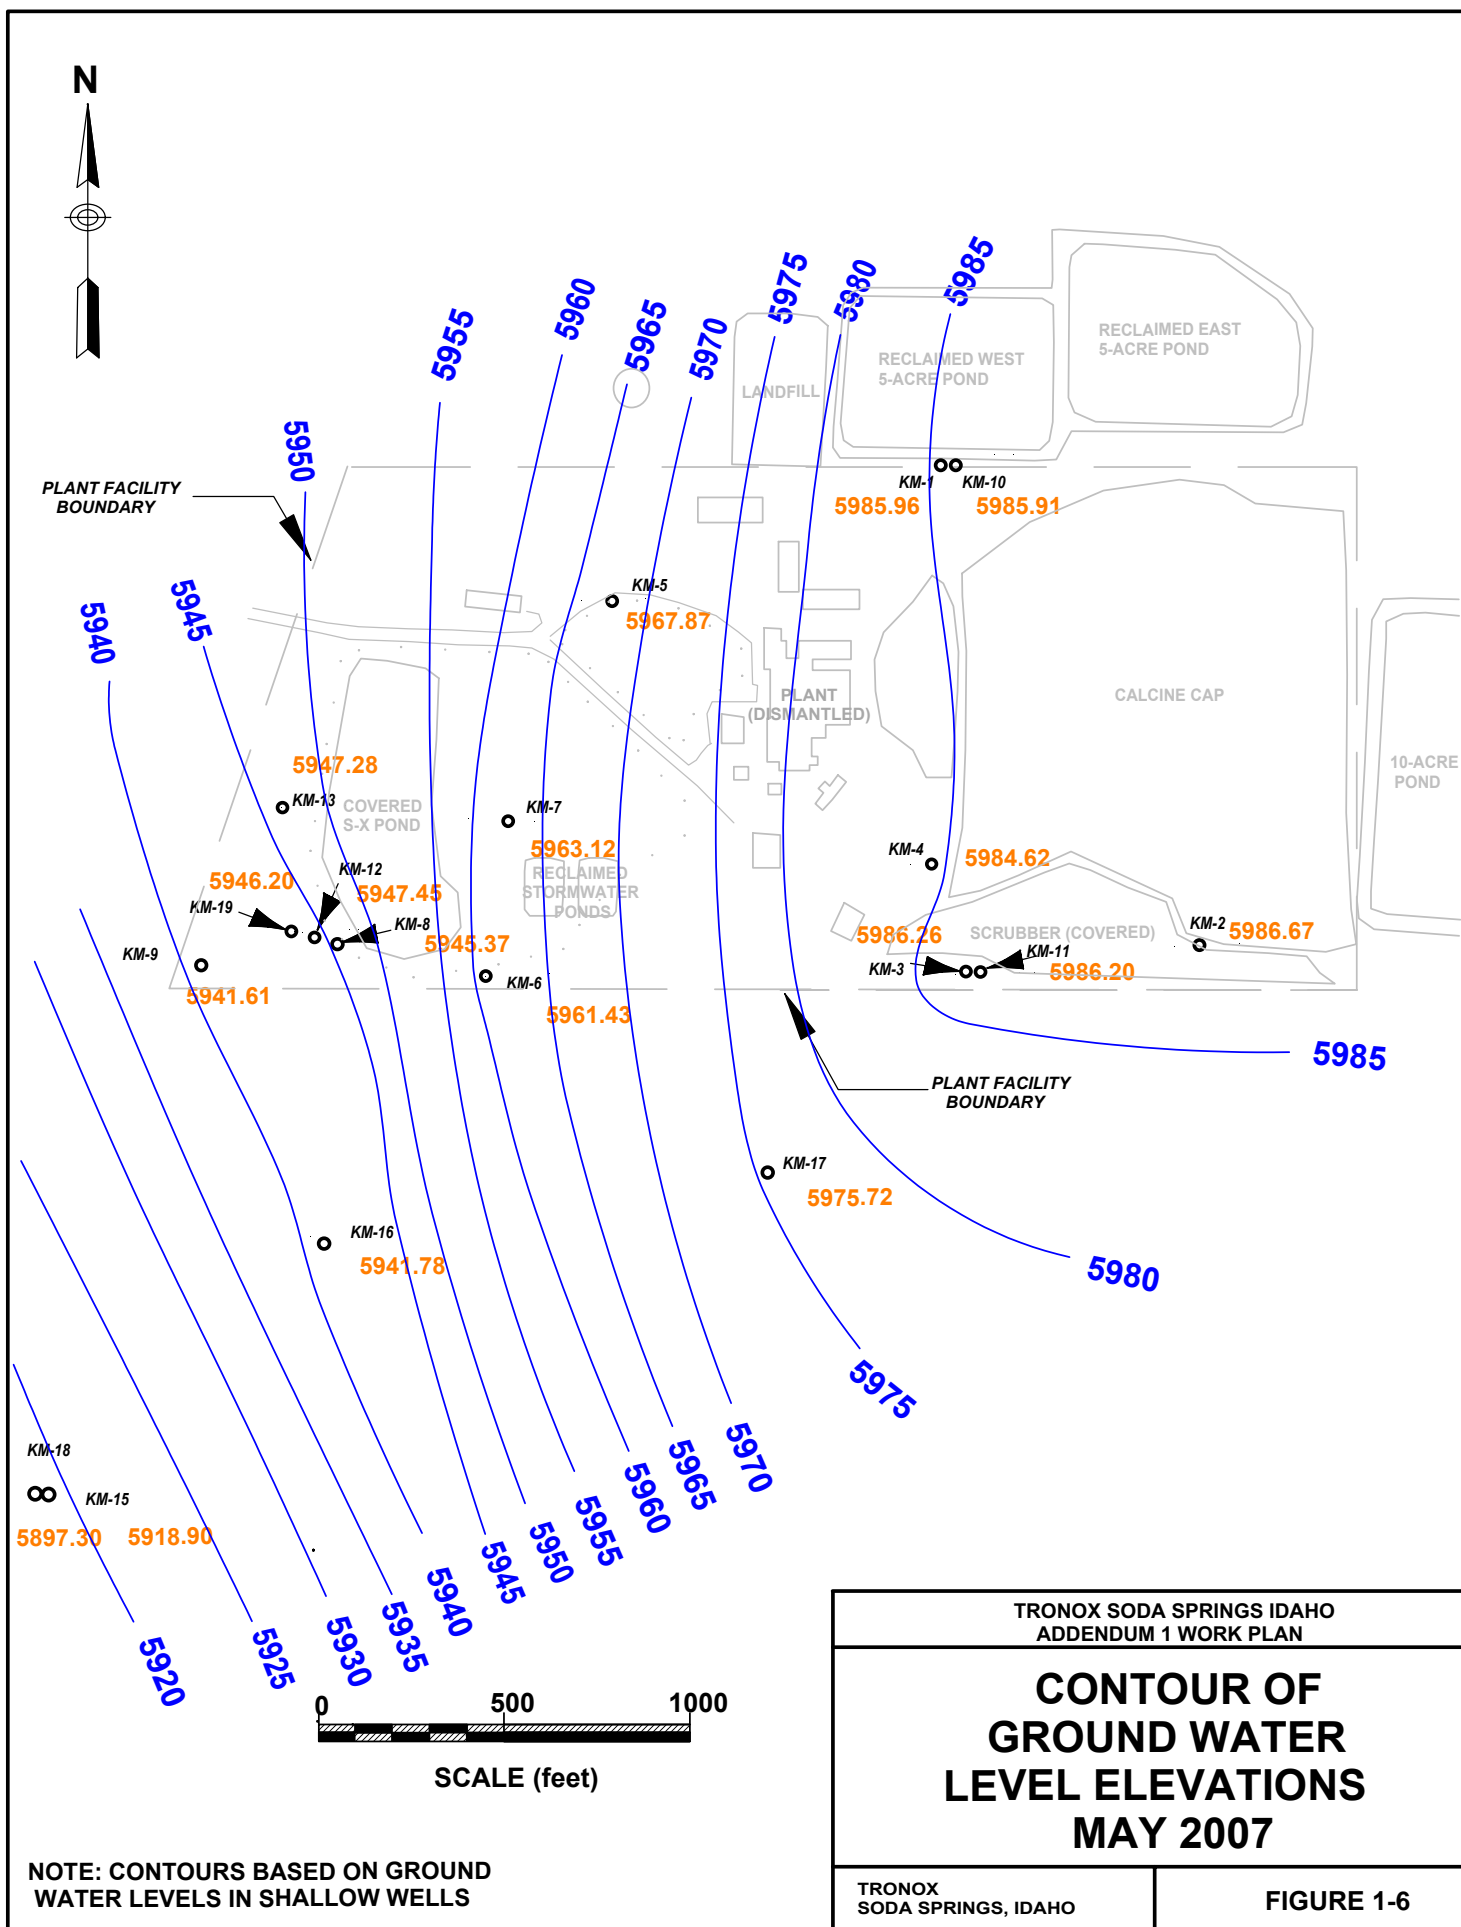 N
5985
5975
5980
5960
5965
5970
5955
5950
RECLAIMED EAST
5-ACRE POND
RECLAIMED WEST
5-ACRE POND
LANDFILL
PLANT FACILITY
BOUNDARY
KM-1
KM-10
5985.96
5985.91
5945
5940
KM-5
5967.87
PLANT
(DISMANTLED)
CALCINE CAP
10-ACRE
POND
5947.28
KM-13
COVERED
S-X POND
KM-7
5963.12
KM-4
5984.62
KM-12
5946.20
5947.45
RECLAIMED
STORMWATER
PONDS
KM-19
KM-8
5945.37
5986.26
SCRUBBER (COVERED)
KM-2
5986.67
KM-9
KM-3
KM-11
5986.20
5941.61
KM-6
5961.43
5985
PLANT FACILITY
BOUNDARY
KM-17
5975.72
KM-16
5941.78
5980
5975
KM-18
KM-15
5897.30
5918.90
5970
5965
5960
5955
5950
5945
5940
5935
5930
5925
5920
0
500
1000
SCALE (feet)
NOTE: CONTOURS BASED ON GROUND
WATER LEVELS IN SHALLOW WELLS
TRONOX SODA SPRINGS IDAHO
ADDENDUM 1 WORK PLAN
CONTOUR OF
GROUND WATER
LEVEL ELEVATIONS
MAY 2007
TRONOX
SODA SPRINGS, IDAHO
FIGURE 1-6